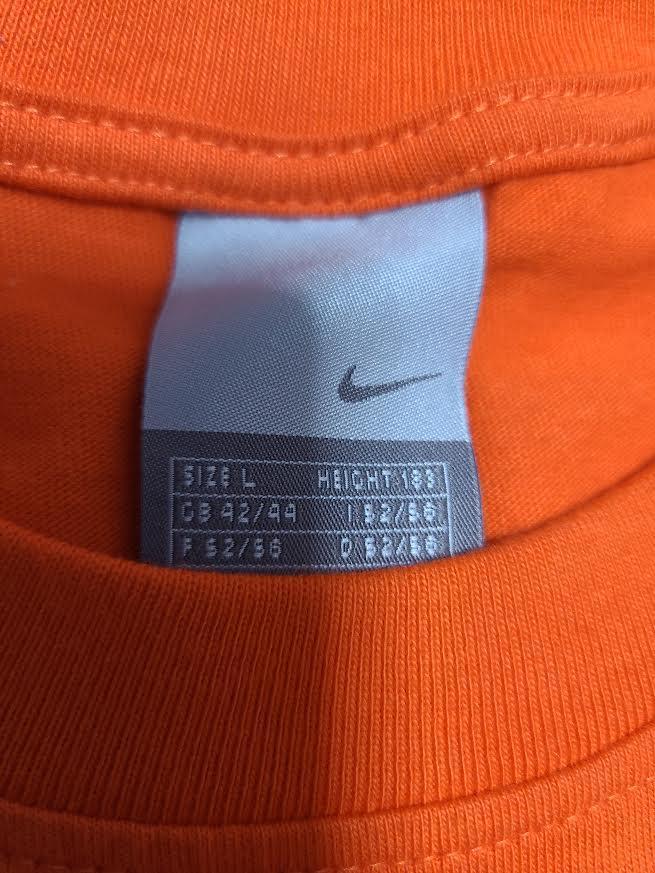 SIZE L HEIGHT 183
GB 42/44 I 52/56
F 52/56 D 52/56